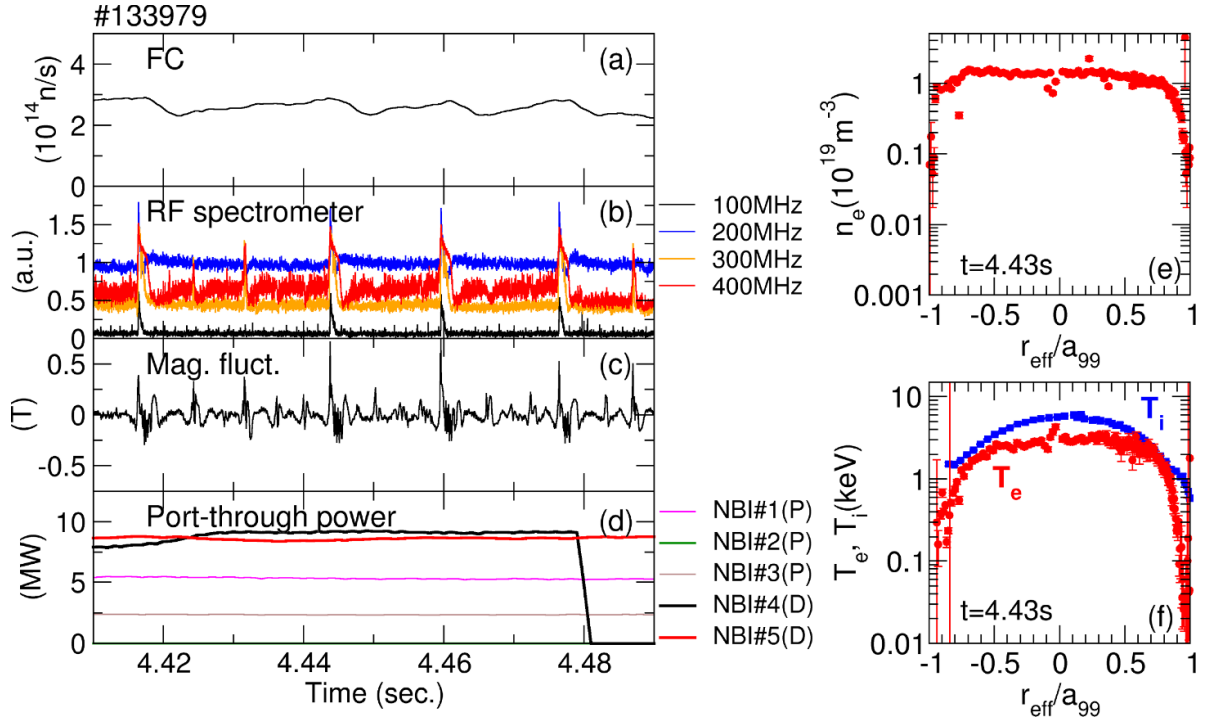 #133979
FC
(a)
(10^14 n/s)
0
2
4
RF spectrometer
(b)
(a.u.)
0
0.5
1
1.5
100MHz
200MHz
300MHz
400MHz
Mag. fluct.
(c)
(T)
-0.5
0
0.5
Port-through power
(d)
(MW)
0
5
10
NBI#1(P)
NBI#2(P)
NBI#3(P)
NBI#4(D)
NBI#5(D)
4.42
4.44
4.46
4.48
Time (sec.)
n_e(10^19 m^-3)
1
0.1
0.01
0.001
t=4.43s
(e)
-1
-0.5
0
0.5
1
r_eff/a_99
T_e, T_i(keV)
10
1
0.1
0.01
T_i
T_e
t=4.43s
(f)
-1
-0.5
0
0.5
1
r_eff/a_99